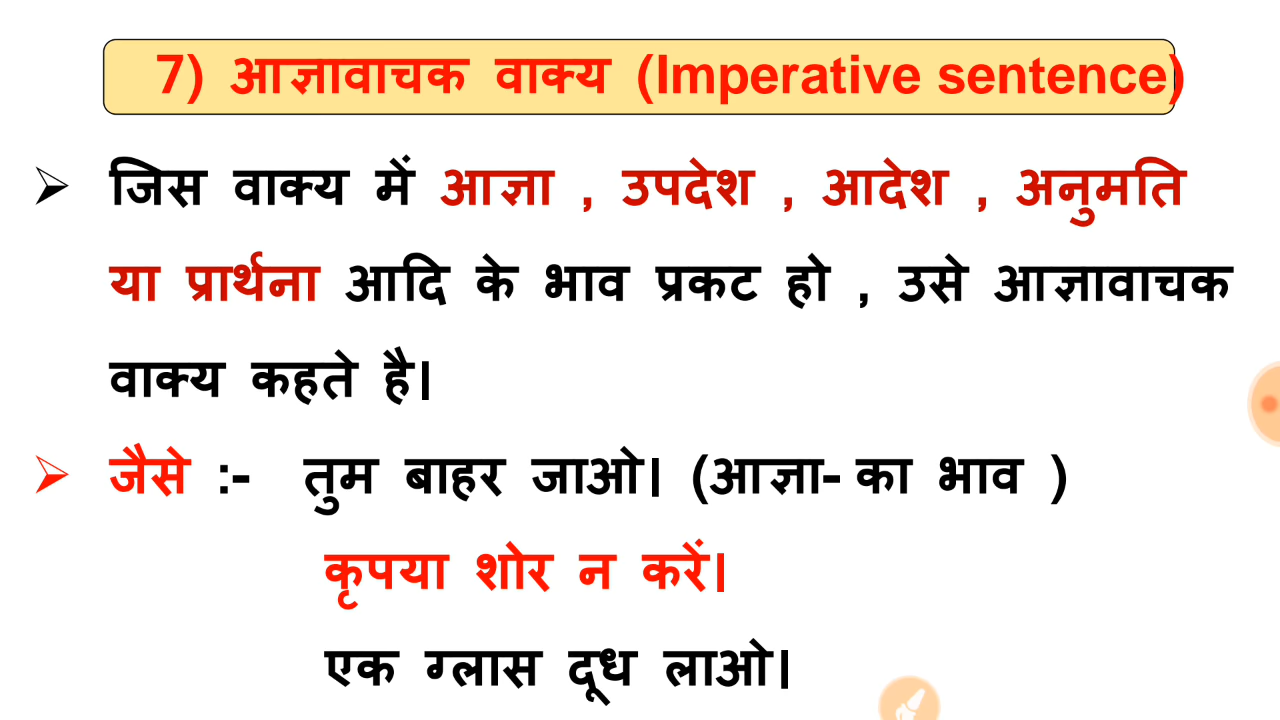 7) आज्ञावाचक वाक्य (Imperative sentence)
➢ जिस वाक्य में आज्ञा , उपदेश , आदेश , अनुमति
या प्रार्थना आदि के भाव प्रकट हो , उसे आज्ञावाचक
वाक्य कहते है।
➢ जैसे :- तुम बाहर जाओ। (आज्ञा- का भाव )
कृपया शोर न करें।
एक ग्लास दूध लाओ।